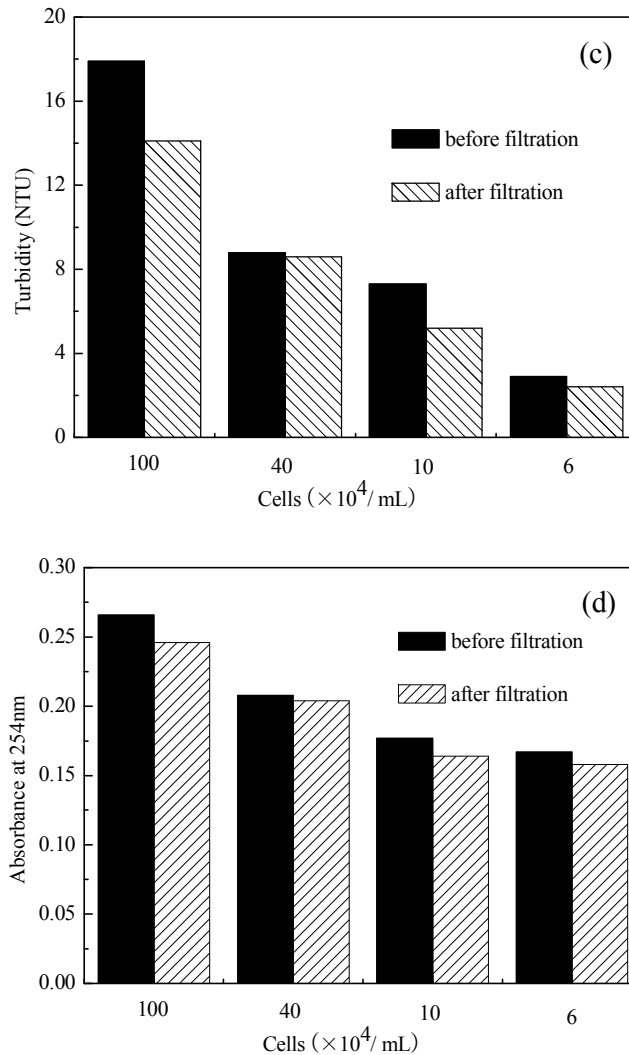 20
16
12
8
4
0
Turbidity (NTU)
(c)
before filtration
after filtration
100 40 10 6
Cells (×10⁴/ mL)
0.30
0.25
0.20
0.15
0.10
0.05
0.00
Absorbance at 254nm
(d)
before filtration
after filtration
100 40 10 6
Cells (×10⁴/ mL)